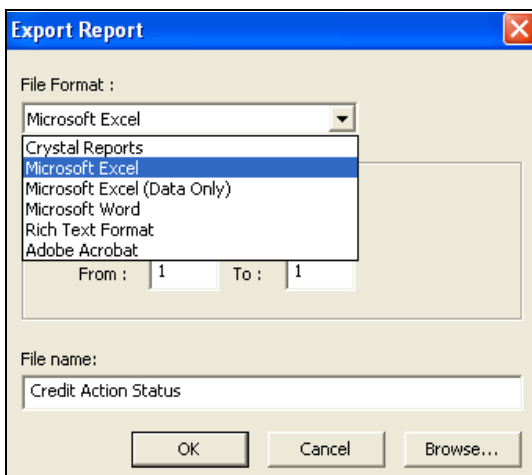 Export Report
File Format :
Microsoft Excel
Crystal Reports
Microsoft Excel
Microsoft Excel (Data Only)
Microsoft Word
Rich Text Format
Adobe Acrobat
From : 1 To : 1
File name:
Credit Action Status
OK Cancel Browse...